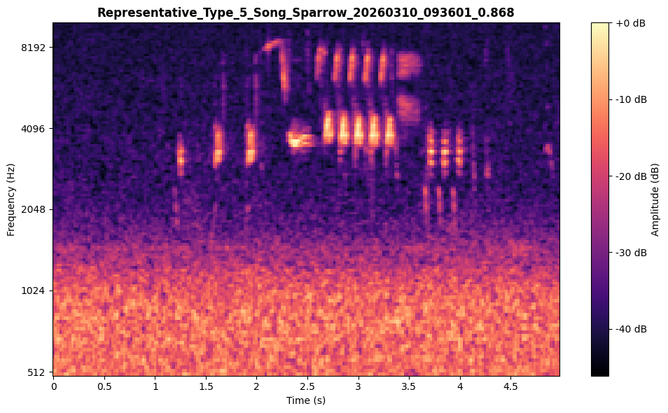 Representative_Type_5_Song_Sparrow_20260310_093601_0.868
8192
4096
2048
1024
512
Frequency (Hz)
0 0.5 1 1.5 2 2.5 3 3.5 4 4.5
Time (s)
+0 dB
-10 dB
-20 dB
-30 dB
-40 dB
Amplitude (dB)